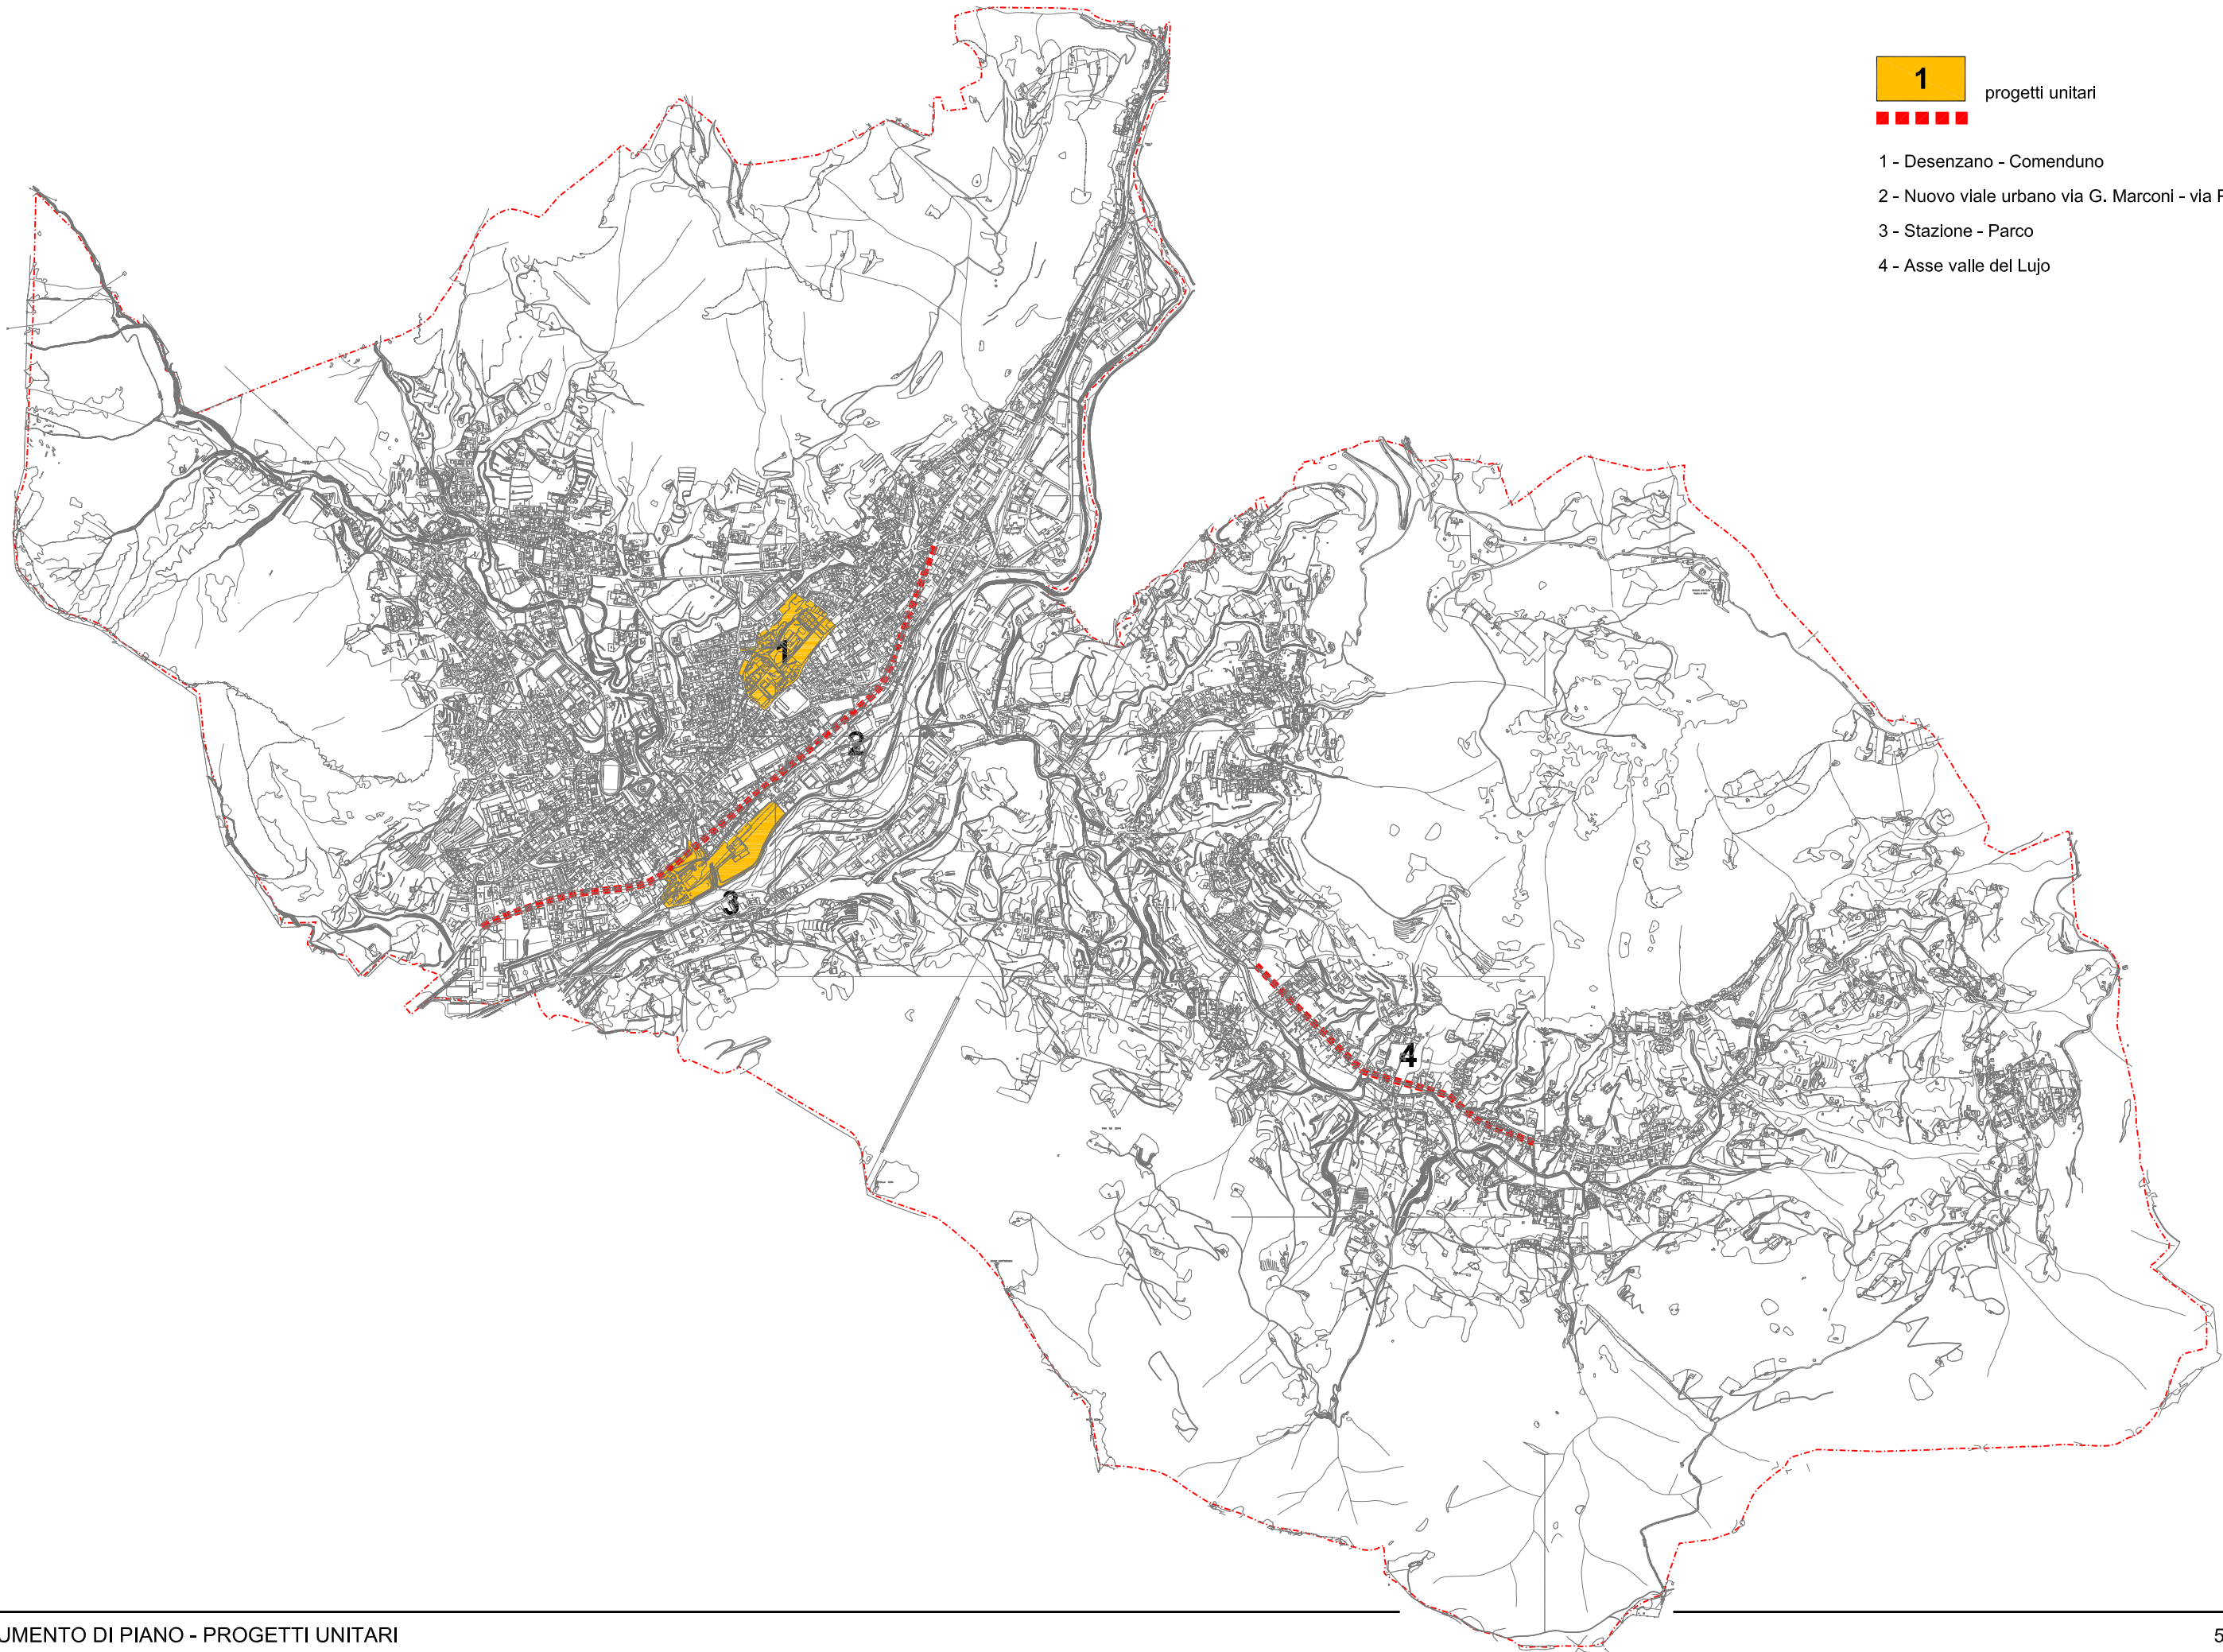 1
progetti unitari
1 - Desenzano - Comenduno
2 - Nuovo viale urbano via G. Marconi - via
3 - Stazione - Parco
4 - Asse valle del Lujo
1
2
3
4
UMENTO DI PIANO - PROGETTI UNITARI
5